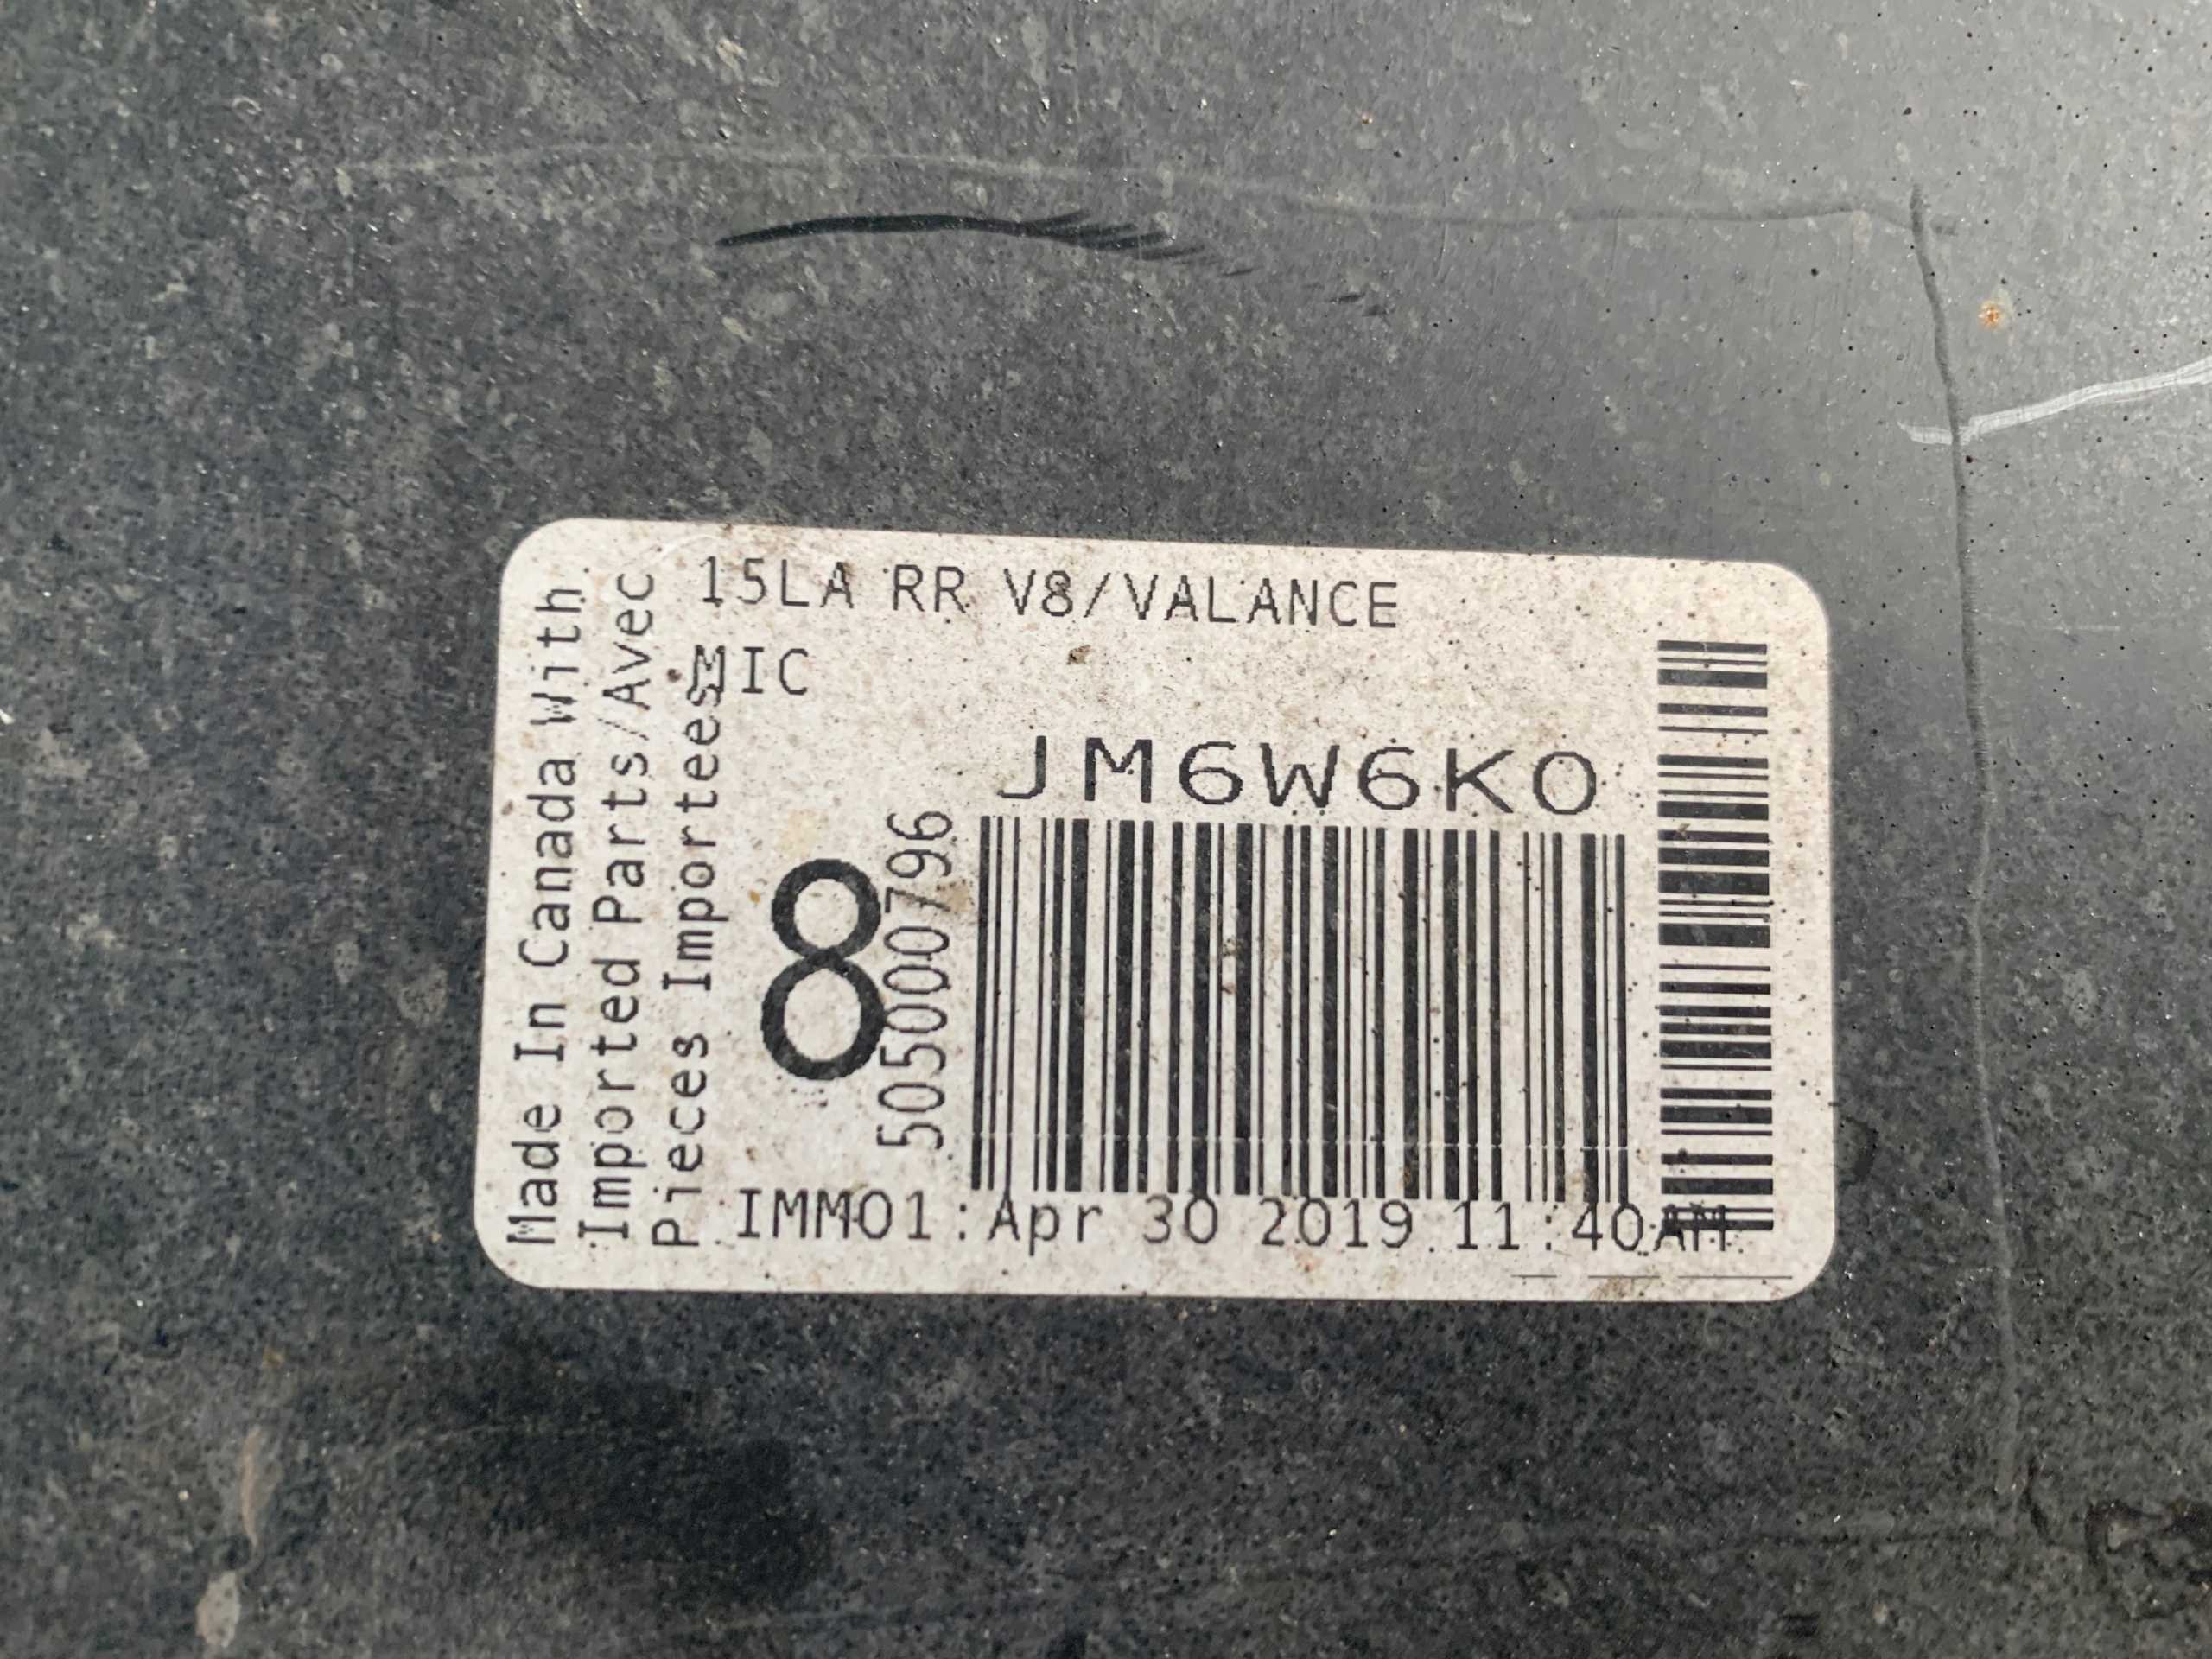 15LA RR V8/VALANCE
MIC
JM6W6K0
8
5050000796
Made In Canada With
Imported Parts/Avec
Pieces Importees
IMM01:Apr 30 2019 11:40AM